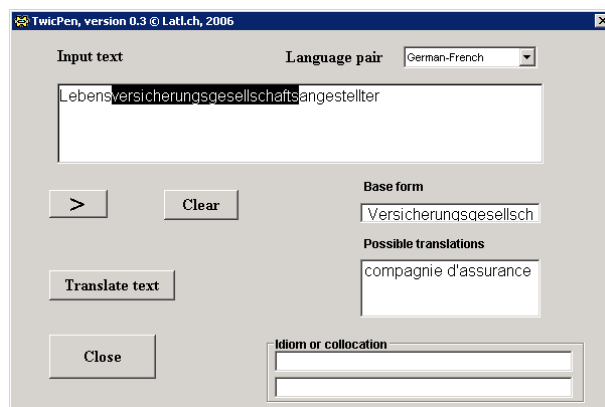 TwicPen, version 0.3 © Latl.ch, 2006
Input text Language pair German-French
Lebensversicherungsgesellschaftsangestellter
> Clear
Base form
Versicherungsgesellsch
Possible translations
compagnie d'assurance
Translate text
Close
Idiom or collocation